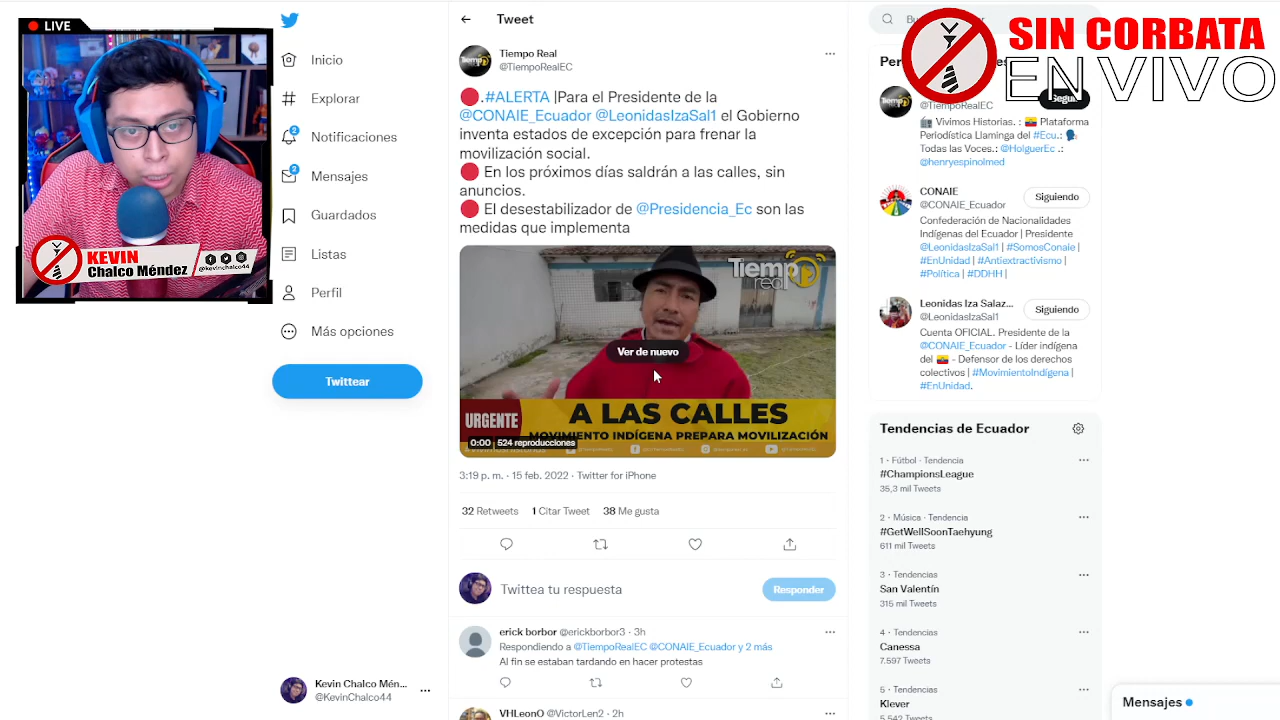 LIVE
KEVIN
Chalco Méndez
@kevinchalco44
Inicio
Explorar
2
Notificaciones
Mensajes
Guardados
Listas
Perfil
Más opciones
Twittear
Kevin Chalco Mén...
@KevinChalco44
Tweet
Tiempo Real
@TiempoRealEC
.#ALERTA |Para el Presidente de la
@CONAIE_Ecuador @LeonidasIzaSal1 el Gobierno
inventa estados de excepción para frenar la
movilización social.
En los próximos días saldrán a las calles, sin
anuncios.
El desestabilizador de @Presidencia_Ec son las
medidas que implementa
Tiempo
real
Ver de nuevo
URGENTE
A LAS CALLES
MOVIMIENTO INDÍGENA PREPARA MOVILIZACIÓN
0:00 524 reproducciones
3:19 p. m. · 15 feb. 2022 · Twitter for iPhone
32 Retweets 1 Citar Tweet 38 Me gusta
Twittea tu respuesta
Responder
erick borbor @erickborbor3 · 3h
Respondiendo a @TiempoRealEC @CONAIE_Ecuador y 2 más
Al fin se estaban tardando en hacer protestas
VHLeonO @VictorLen2 · 2h
SIN CORBATA
EN VIVO
@TiempoRealEC
Vivimos Historias. : Plataforma
Periodística Llaminga del #Ecu.:
Todas las Voces.: @HolguerEc .:
@henryespinolmed
CONAIE
@CONAIE_Ecuador
Siguiendo
Confederación de Nacionalidades
Indígenas del Ecuador | Presidente
@LeonidasIzaSal1 | #SomosConaie |
#EnUnidad | #Antiextractivismo |
#Política | #DDHH |
Leonidas Iza Salaz...
@LeonidasIzaSal1
Siguiendo
Cuenta OFICIAL. Presidente de la
@CONAIE_Ecuador - Líder indígena
del - Defensor de los derechos
colectivos | #MovimientoIndígena |
#EnUnidad.
Tendencias de Ecuador
1 · Fútbol · Tendencia
#ChampionsLeague
35,3 mil Tweets
2 · Música · Tendencia
#GetWellSoonTaehyung
611 mil Tweets
3 · Tendencias
San Valentín
315 mil Tweets
4 · Tendencias
Canessa
7.597 Tweets
5 · Tendencias
Klever
5.542 Tweets
Mensajes